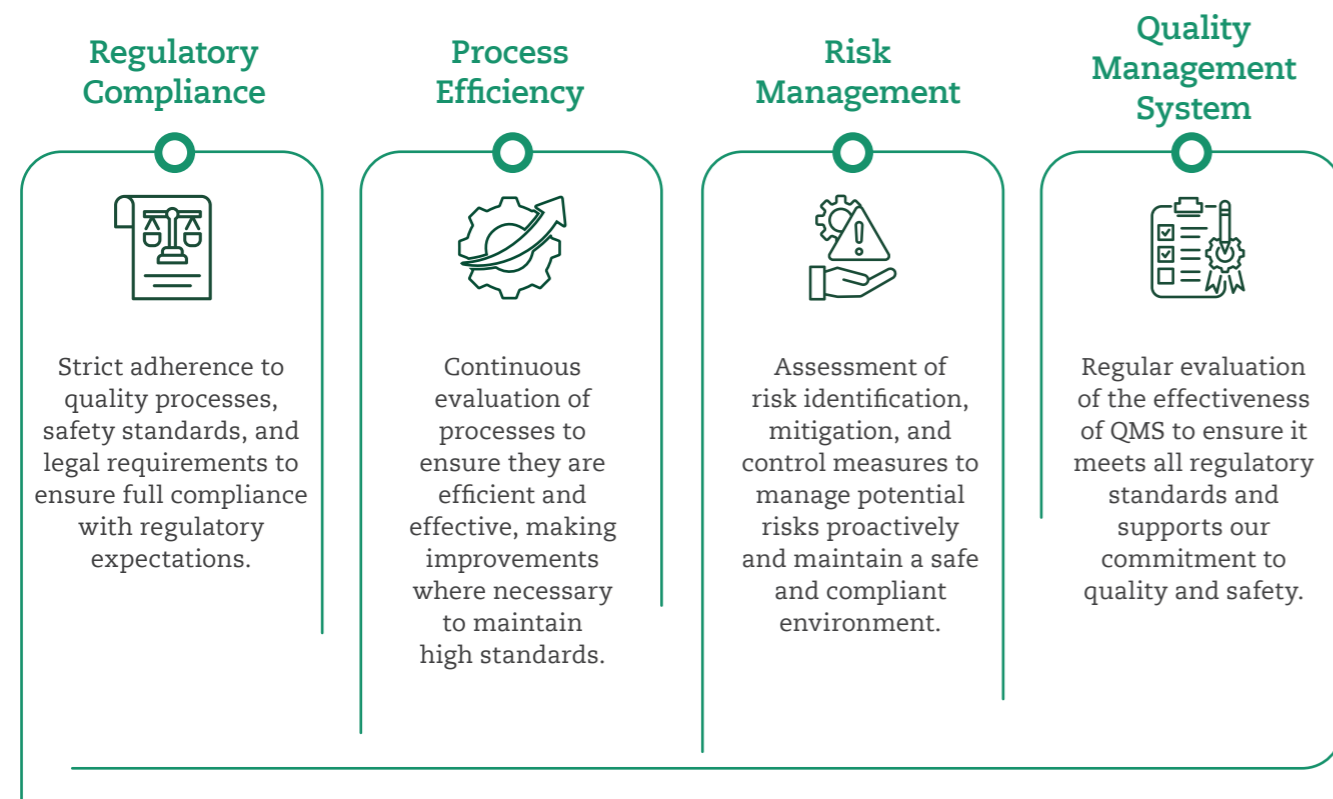 Regulatory
Compliance
Strict adherence to
quality processes,
safety standards, and
legal requirements to
ensure full compliance
with regulatory
expectations.
Process
Efficiency
Continuous
evaluation of
processes to
ensure they are
efficient and
effective, making
improvements
where necessary
to maintain
high standards.
Risk
Management
Assessment of
risk identification,
mitigation, and
control measures to
manage potential
risks proactively
and maintain a safe
and compliant
environment.
Quality
Management
System
Regular evaluation
of the effectiveness
of QMS to ensure it
meets all regulatory
standards and
supports our
commitment to
quality and safety.